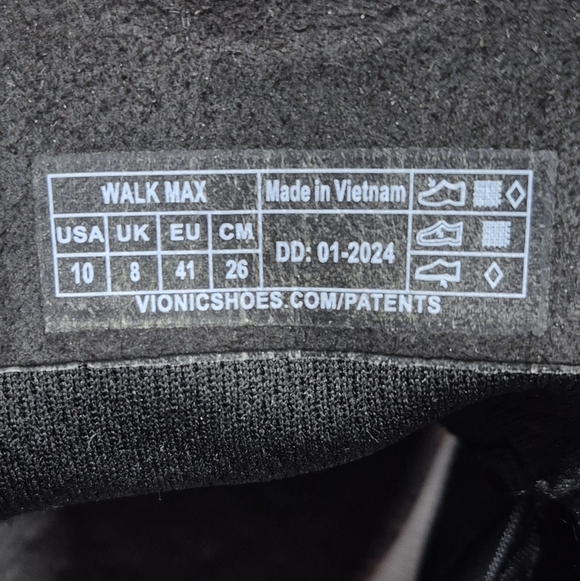 WALK MAX Made in Vietnam
USA UK EU CM
DD: 01-2024
10 8 41 26
VIONICSHOES.COM/PATENTS